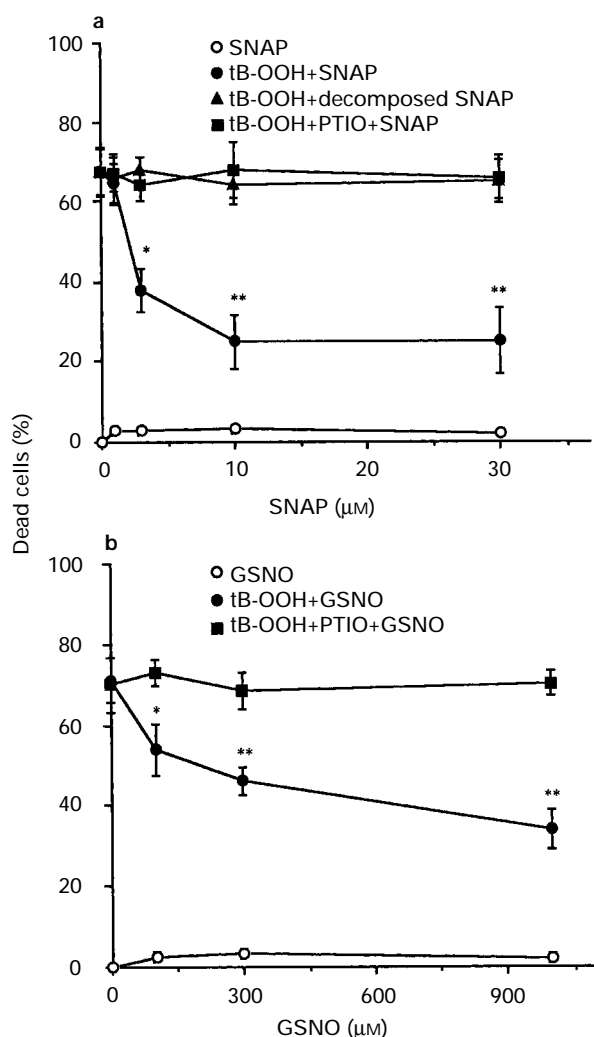 a
100
80
60
40
20
0
SNAP
tB-OOH+SNAP
tB-OOH+decomposed SNAP
tB-OOH+PTIO+SNAP
*
**
**
0
10
20
30
SNAP (µM)
Dead cells (%)
b
100
80
60
40
20
0
GSNO
tB-OOH+GSNO
tB-OOH+PTIO+GSNO
*
**
**
0
300
600
900
GSNO (µM)